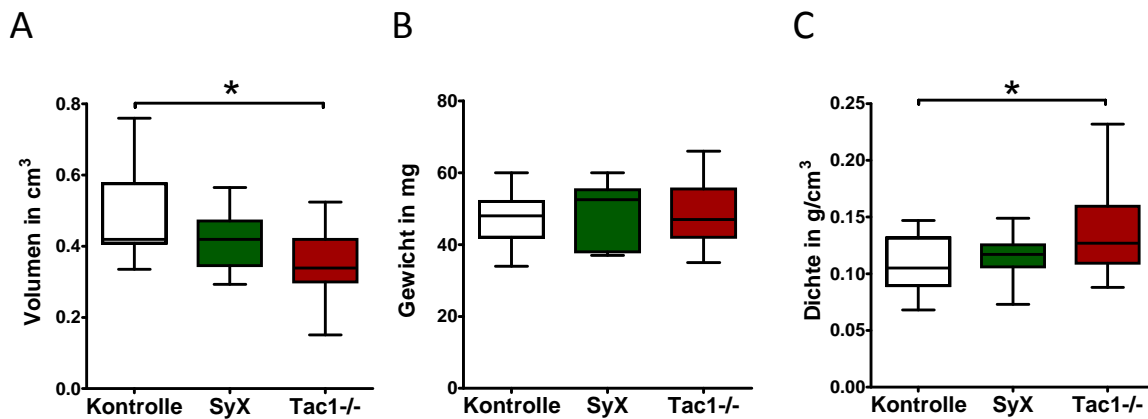 A
B
C
*
*
Volumen in cm³
0.8
0.6
0.4
0.2
0.0
Kontrolle SyX Tac1-/-
Gewicht in mg
80
60
40
20
0
Kontrolle SyX Tac1-/-
Dichte in g/cm³
0.25
0.20
0.15
0.10
0.05
0.00
Kontrolle SyX Tac1-/-